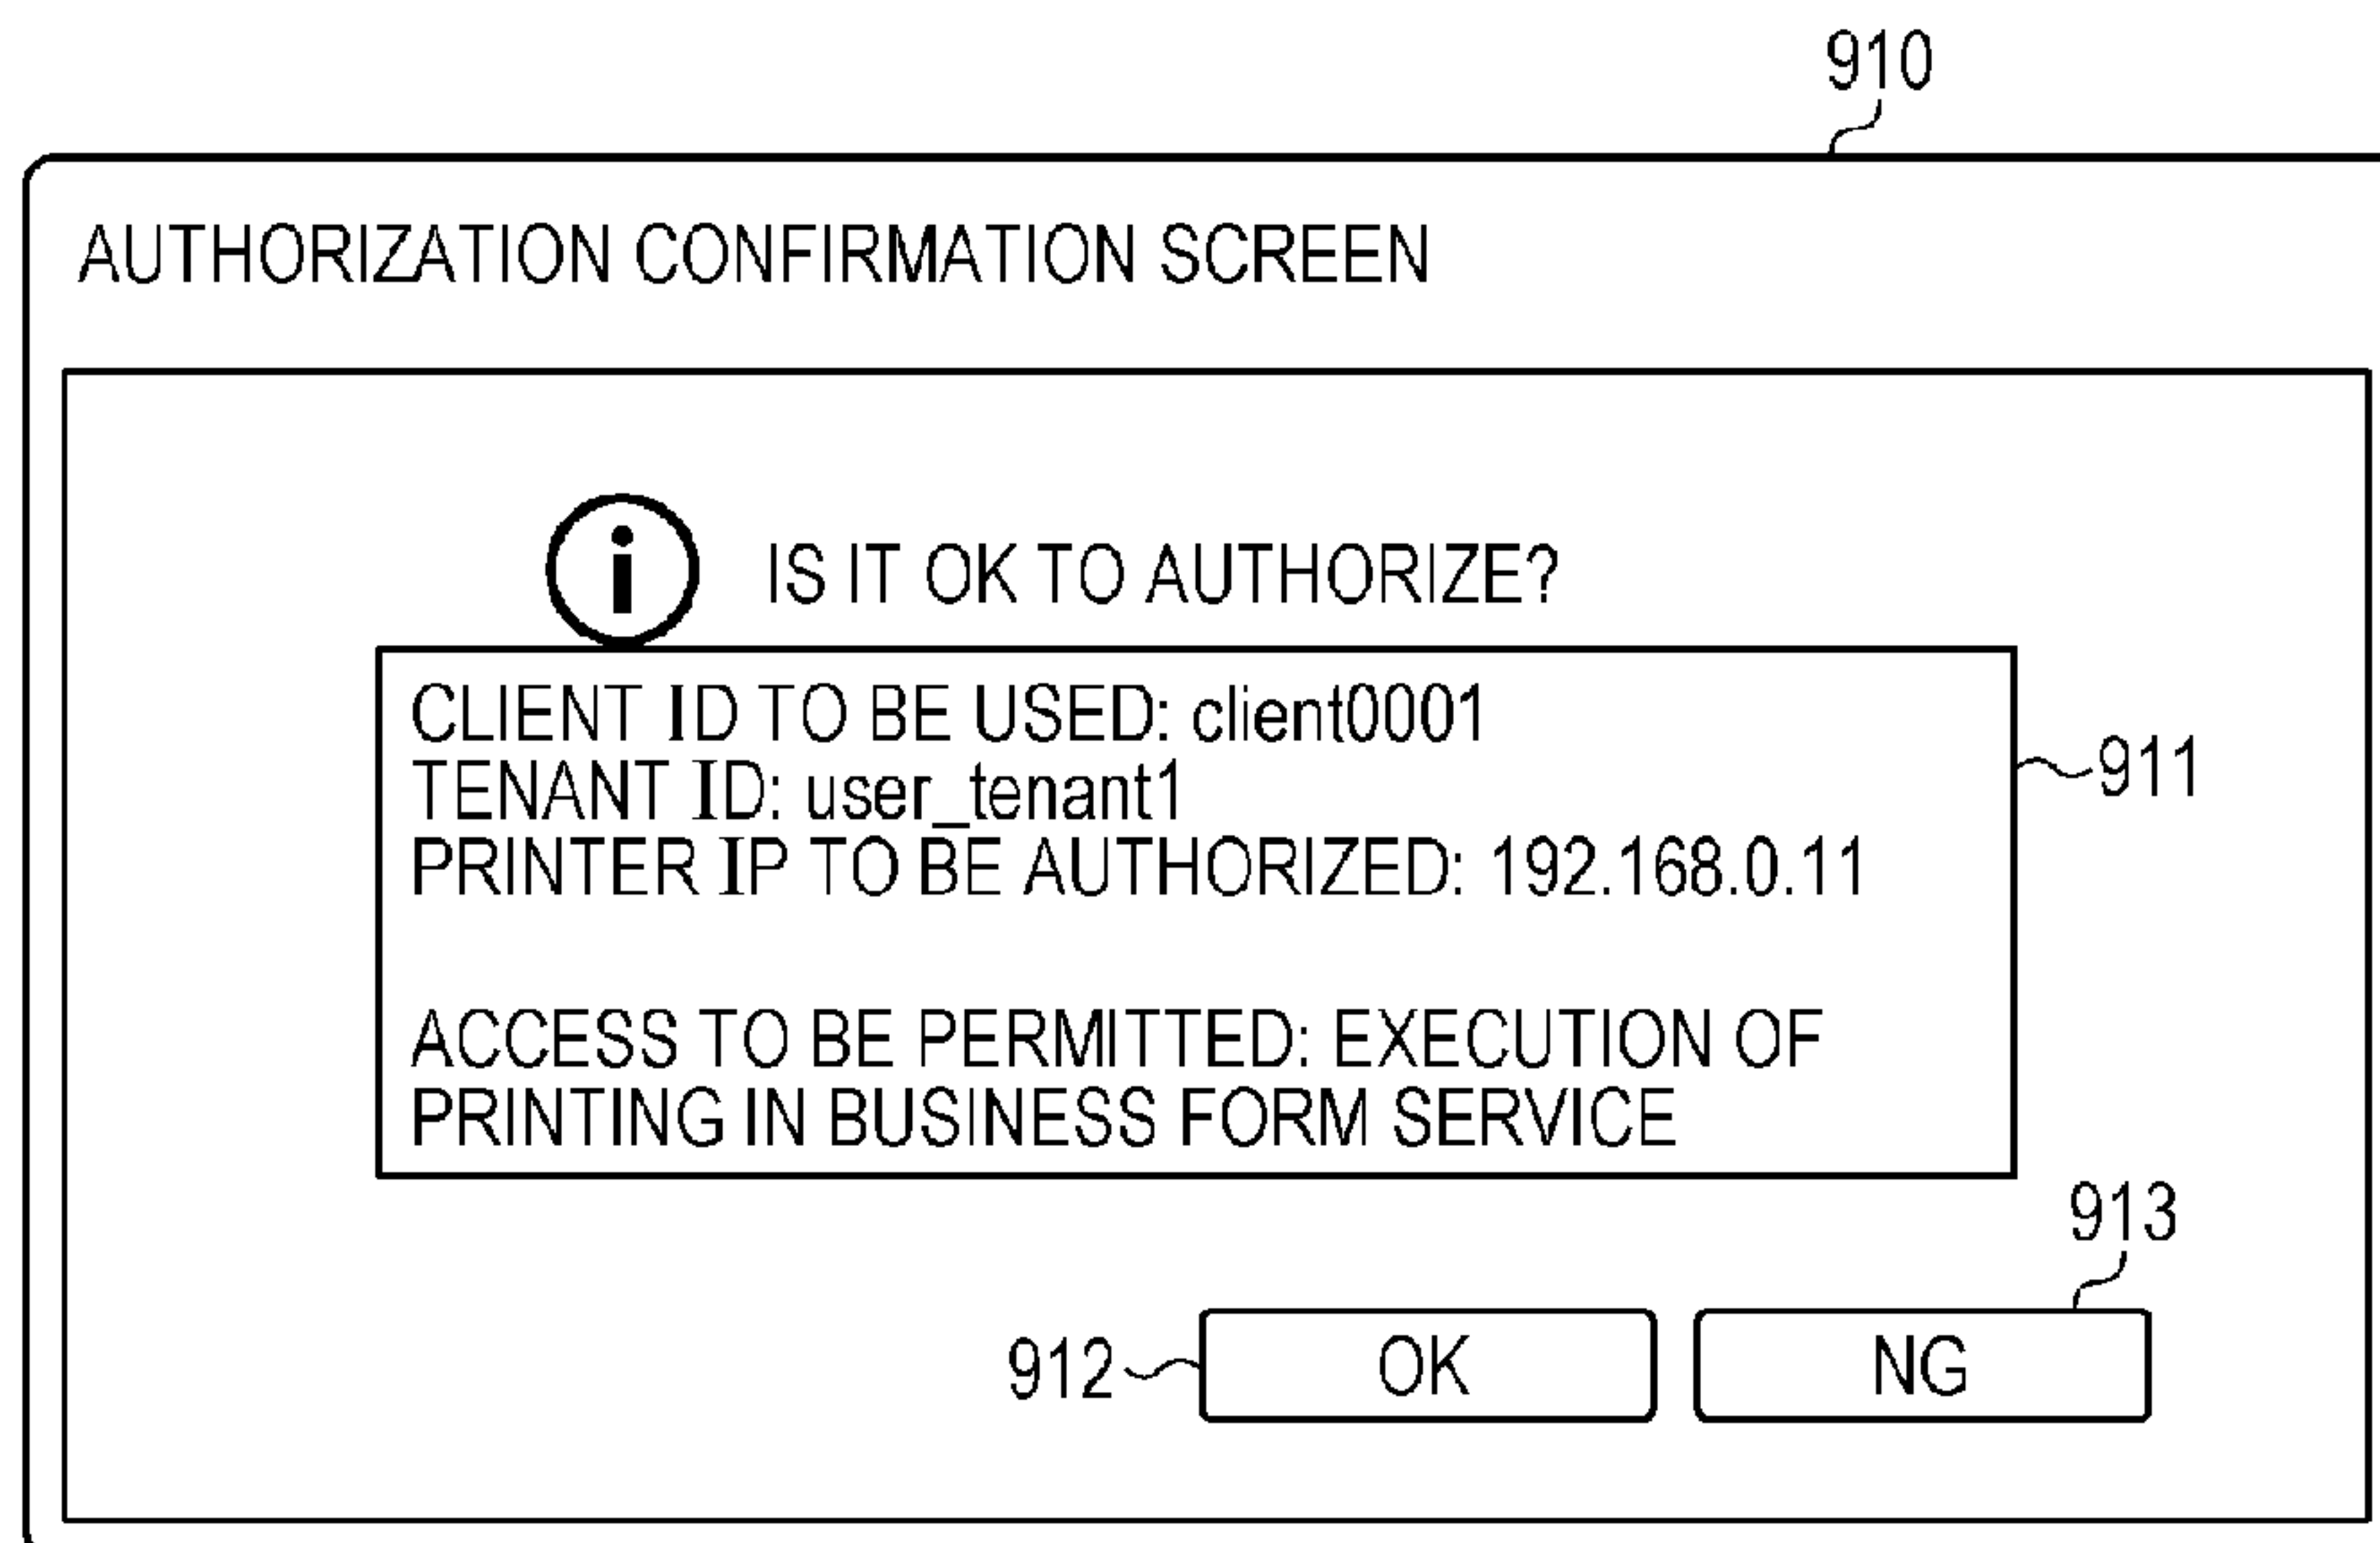 910
AUTHORIZATION CONFIRMATION SCREEN
i IS IT OK TO AUTHORIZE?
CLIENT ID TO BE USED: client0001
TENANT ID: user_tenant1
911
PRINTER IP TO BE AUTHORIZED: 192.168.0.11
ACCESS TO BE PERMITTED: EXECUTION OF
PRINTING IN BUSINESS FORM SERVICE
913
912 OK NG